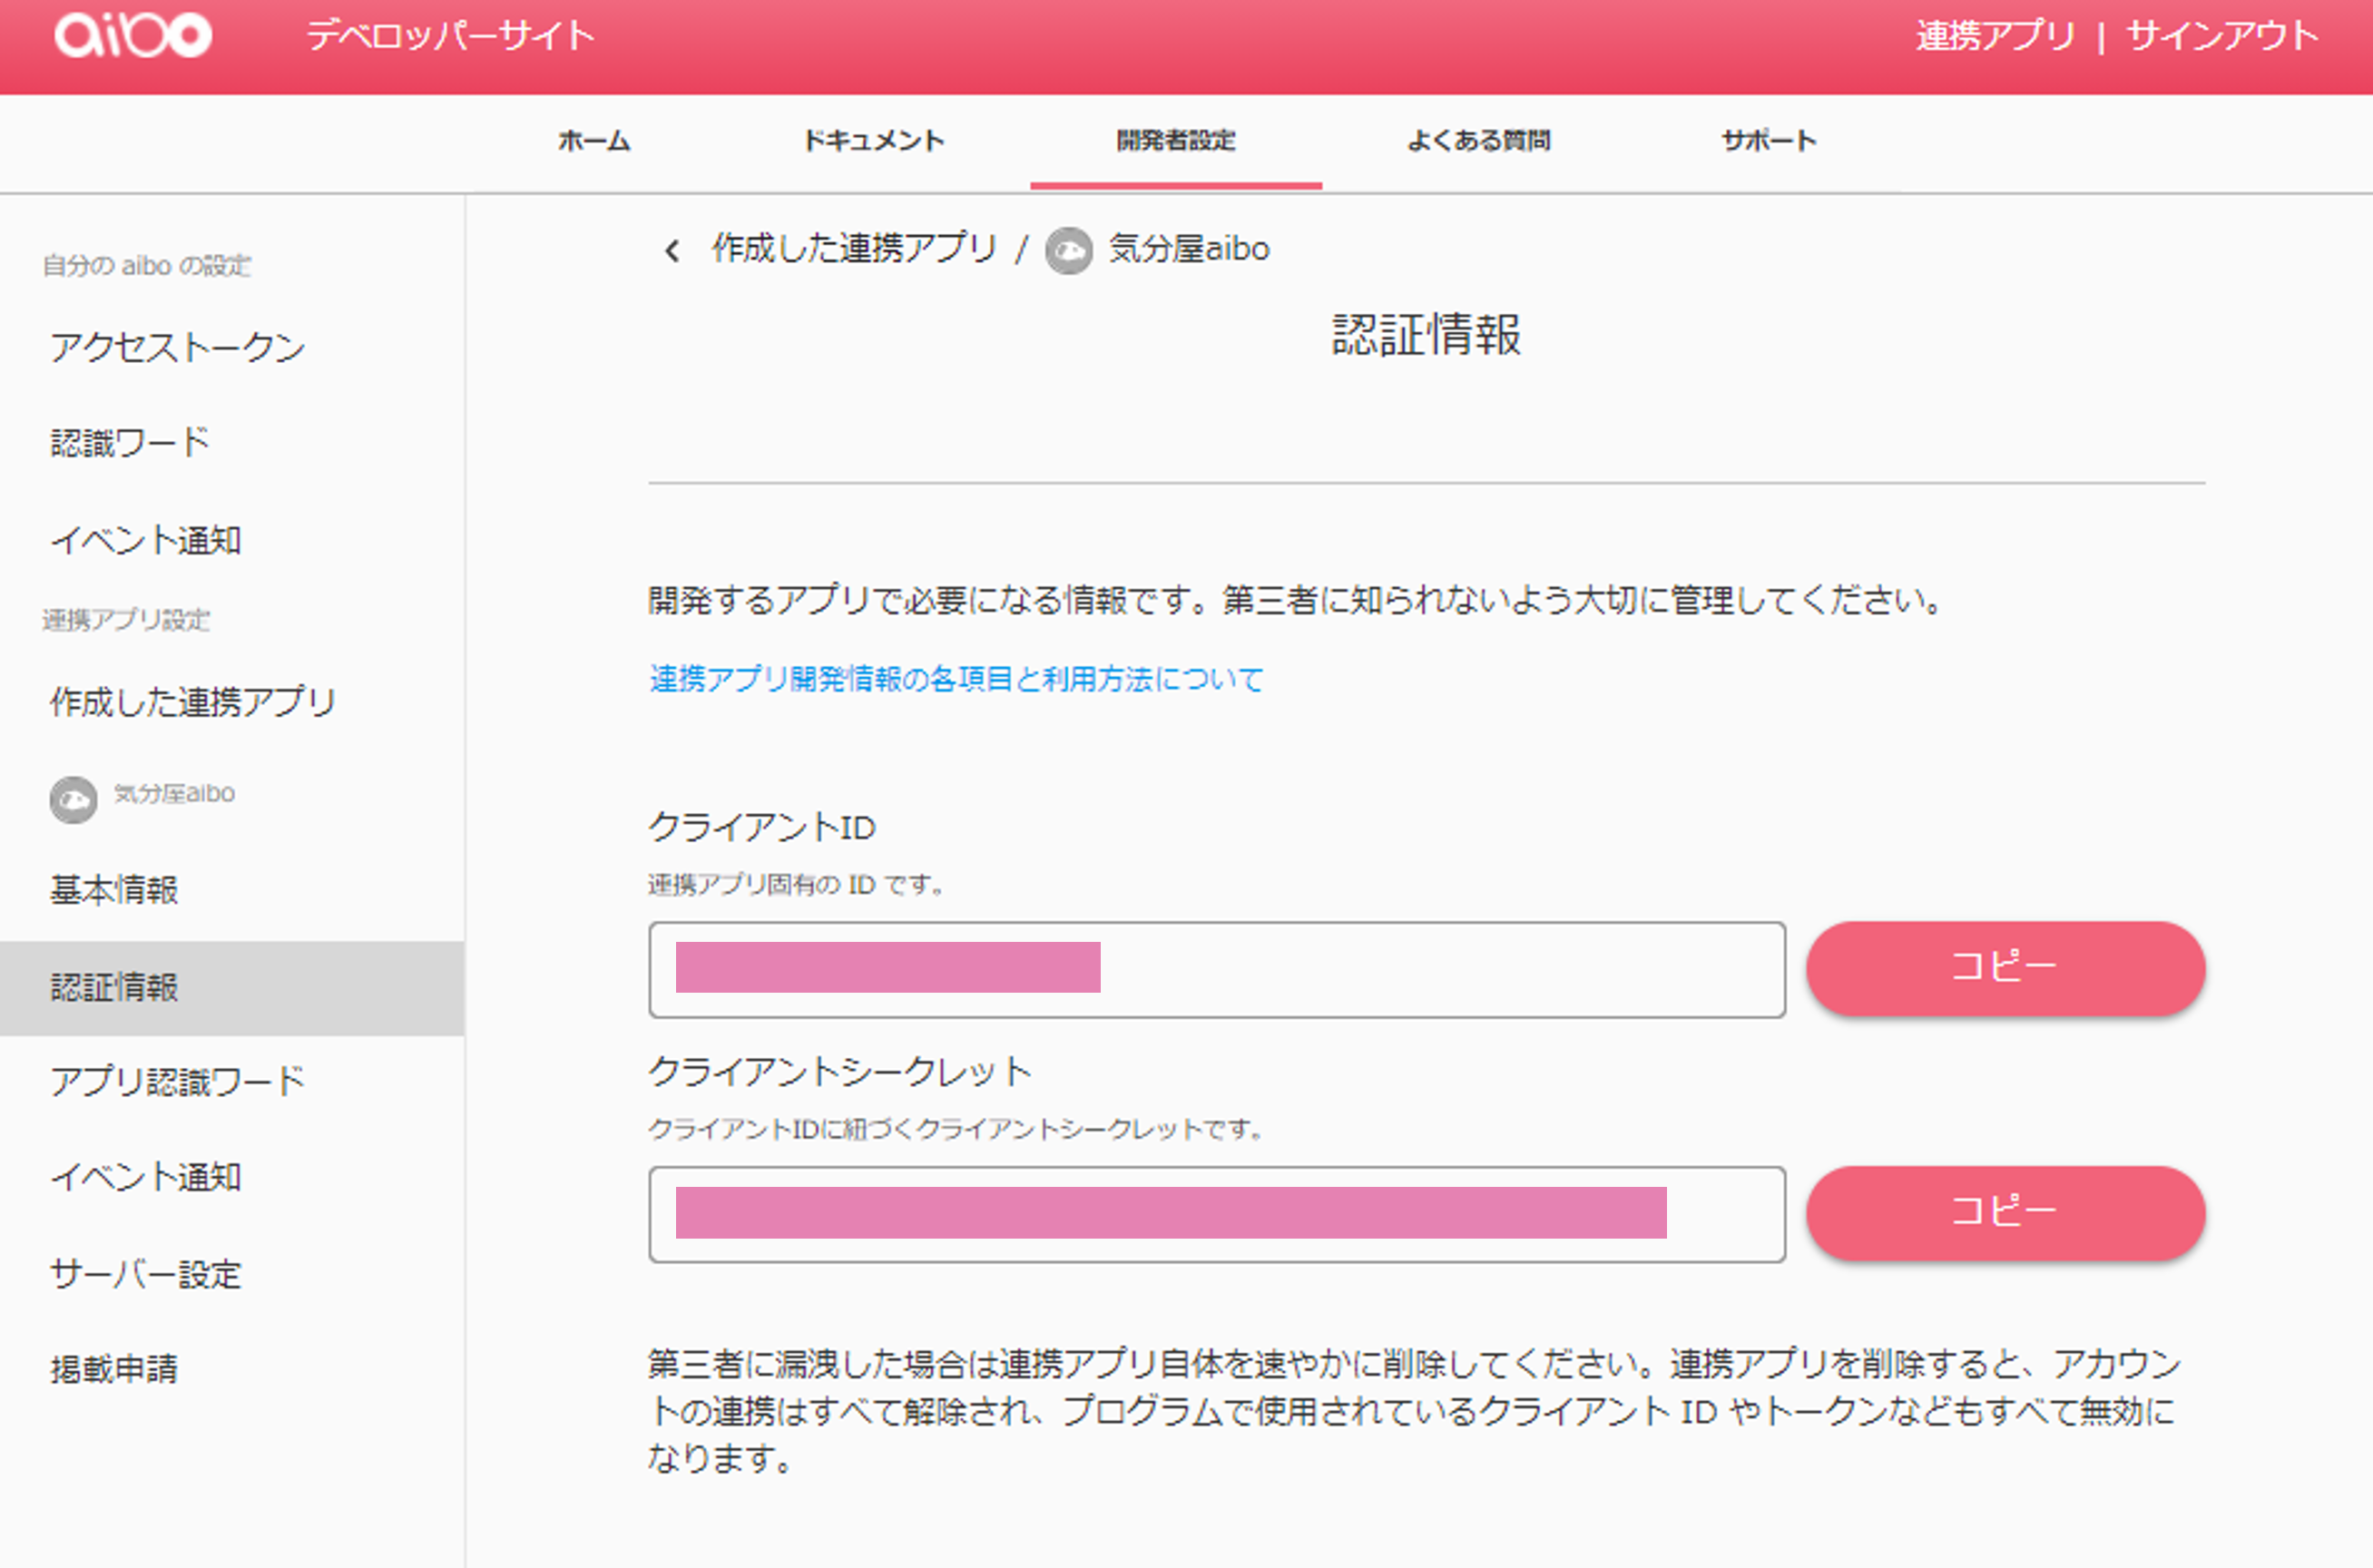 aibo デベロッパーサイト 連携アプリ | サインアウト
ホーム ドキュメント 開発者設定 よくある質問 サポート
自分の aibo の設定
アクセストークン
認識ワード
イベント通知
連携アプリ設定
作成した連携アプリ
気分屋aibo
基本情報
認証情報
アプリ認識ワード
イベント通知
サーバー設定
掲載申請
作成した連携アプリ / 気分屋aibo
認証情報
開発するアプリで必要になる情報です。第三者に知られないよう大切に管理してください。
連携アプリ開発情報の各項目と利用方法について
クライアントID
連携アプリ固有の ID です。
コピー
クライアントシークレット
クライアントIDに紐づくクライアントシークレットです。
コピー
第三者に漏洩した場合は連携アプリ自体を速やかに削除してください。連携アプリを削除すると、アカウン
トの連携はすべて解除され、プログラムで使用されているクライアント ID やトークンなどもすべて無効に
なります。